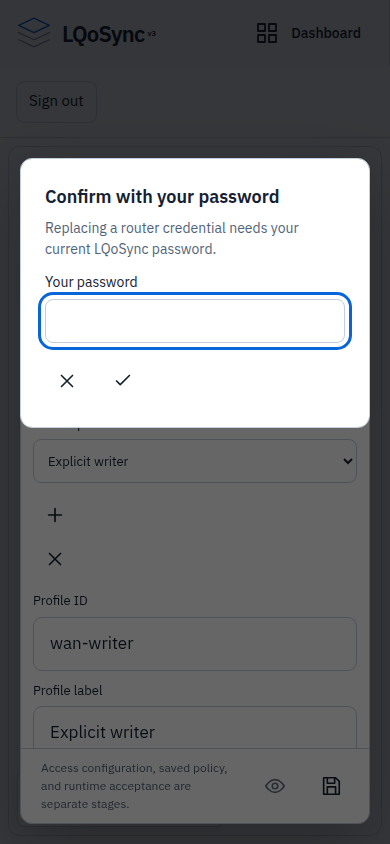 LQoSync v3
Dashboard
Sign out
Confirm with your password
Replacing a router credential needs your
current LQoSync password.
Your password
Explicit writer
Profile ID
wan-writer
Profile label
Explicit writer
Access configuration, saved policy,
and runtime acceptance are
separate stages.